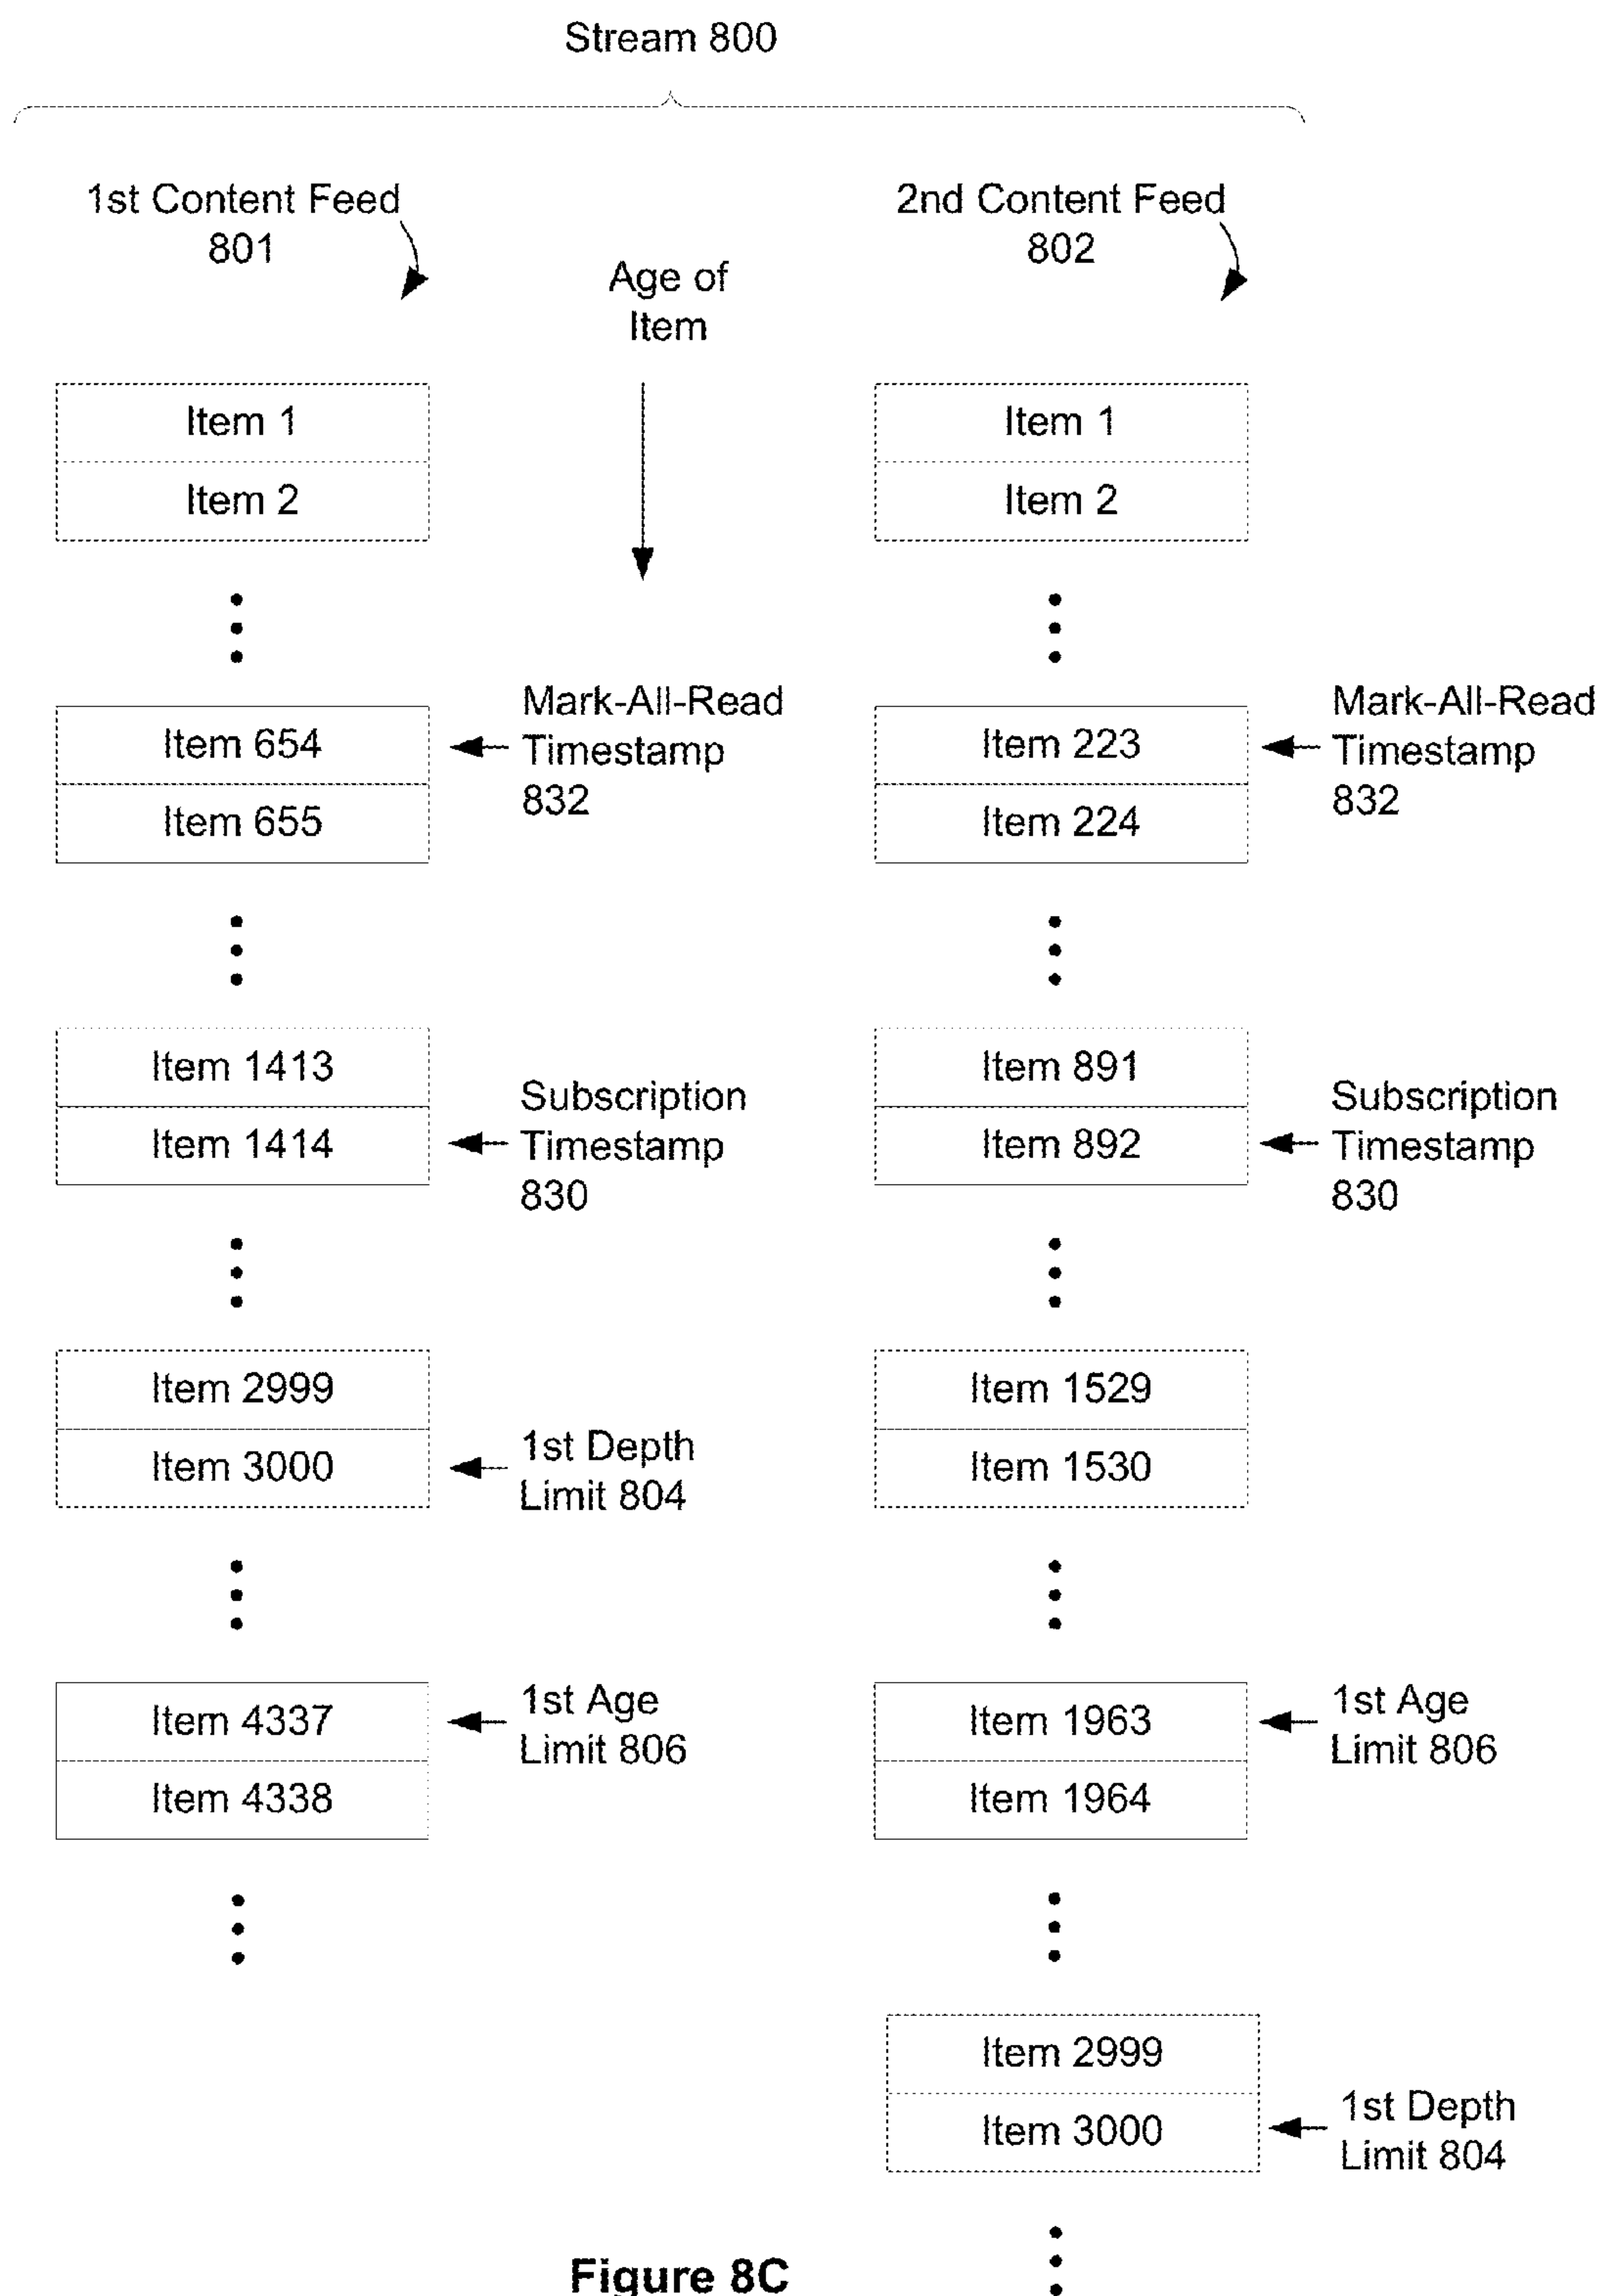 Stream 800
1st Content Feed
801
2nd Content Feed
802
Age of
Item
Item 1
Item 2
Item 1
Item 2
Item 654
Item 655
Mark-All-Read
Timestamp
832
Item 223
Item 224
Mark-All-Read
Timestamp
832
Item 1413
Item 1414
Subscription
Timestamp
830
Item 891
Item 892
Subscription
Timestamp
830
Item 2999
Item 3000
1st Depth
Limit 804
Item 1529
Item 1530
Item 4337
Item 4338
1st Age
Limit 806
Item 1963
Item 1964
1st Age
Limit 806
Item 2999
Item 3000
1st Depth
Limit 804
Figure 8C